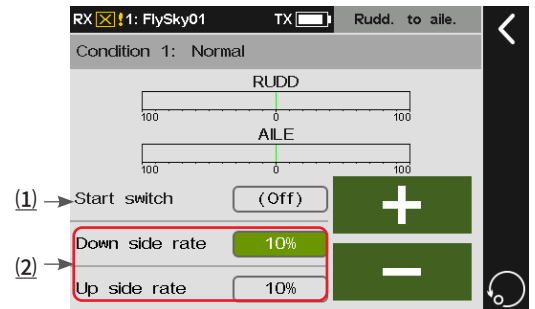 RX !1: FlySky01 TX Rudd. to aile.
Condition 1: Normal
RUDD
100 0 100
AILE
100 0 100
(1) Start switch (Off)
Down side rate 10%
(2)
Up side rate 10%